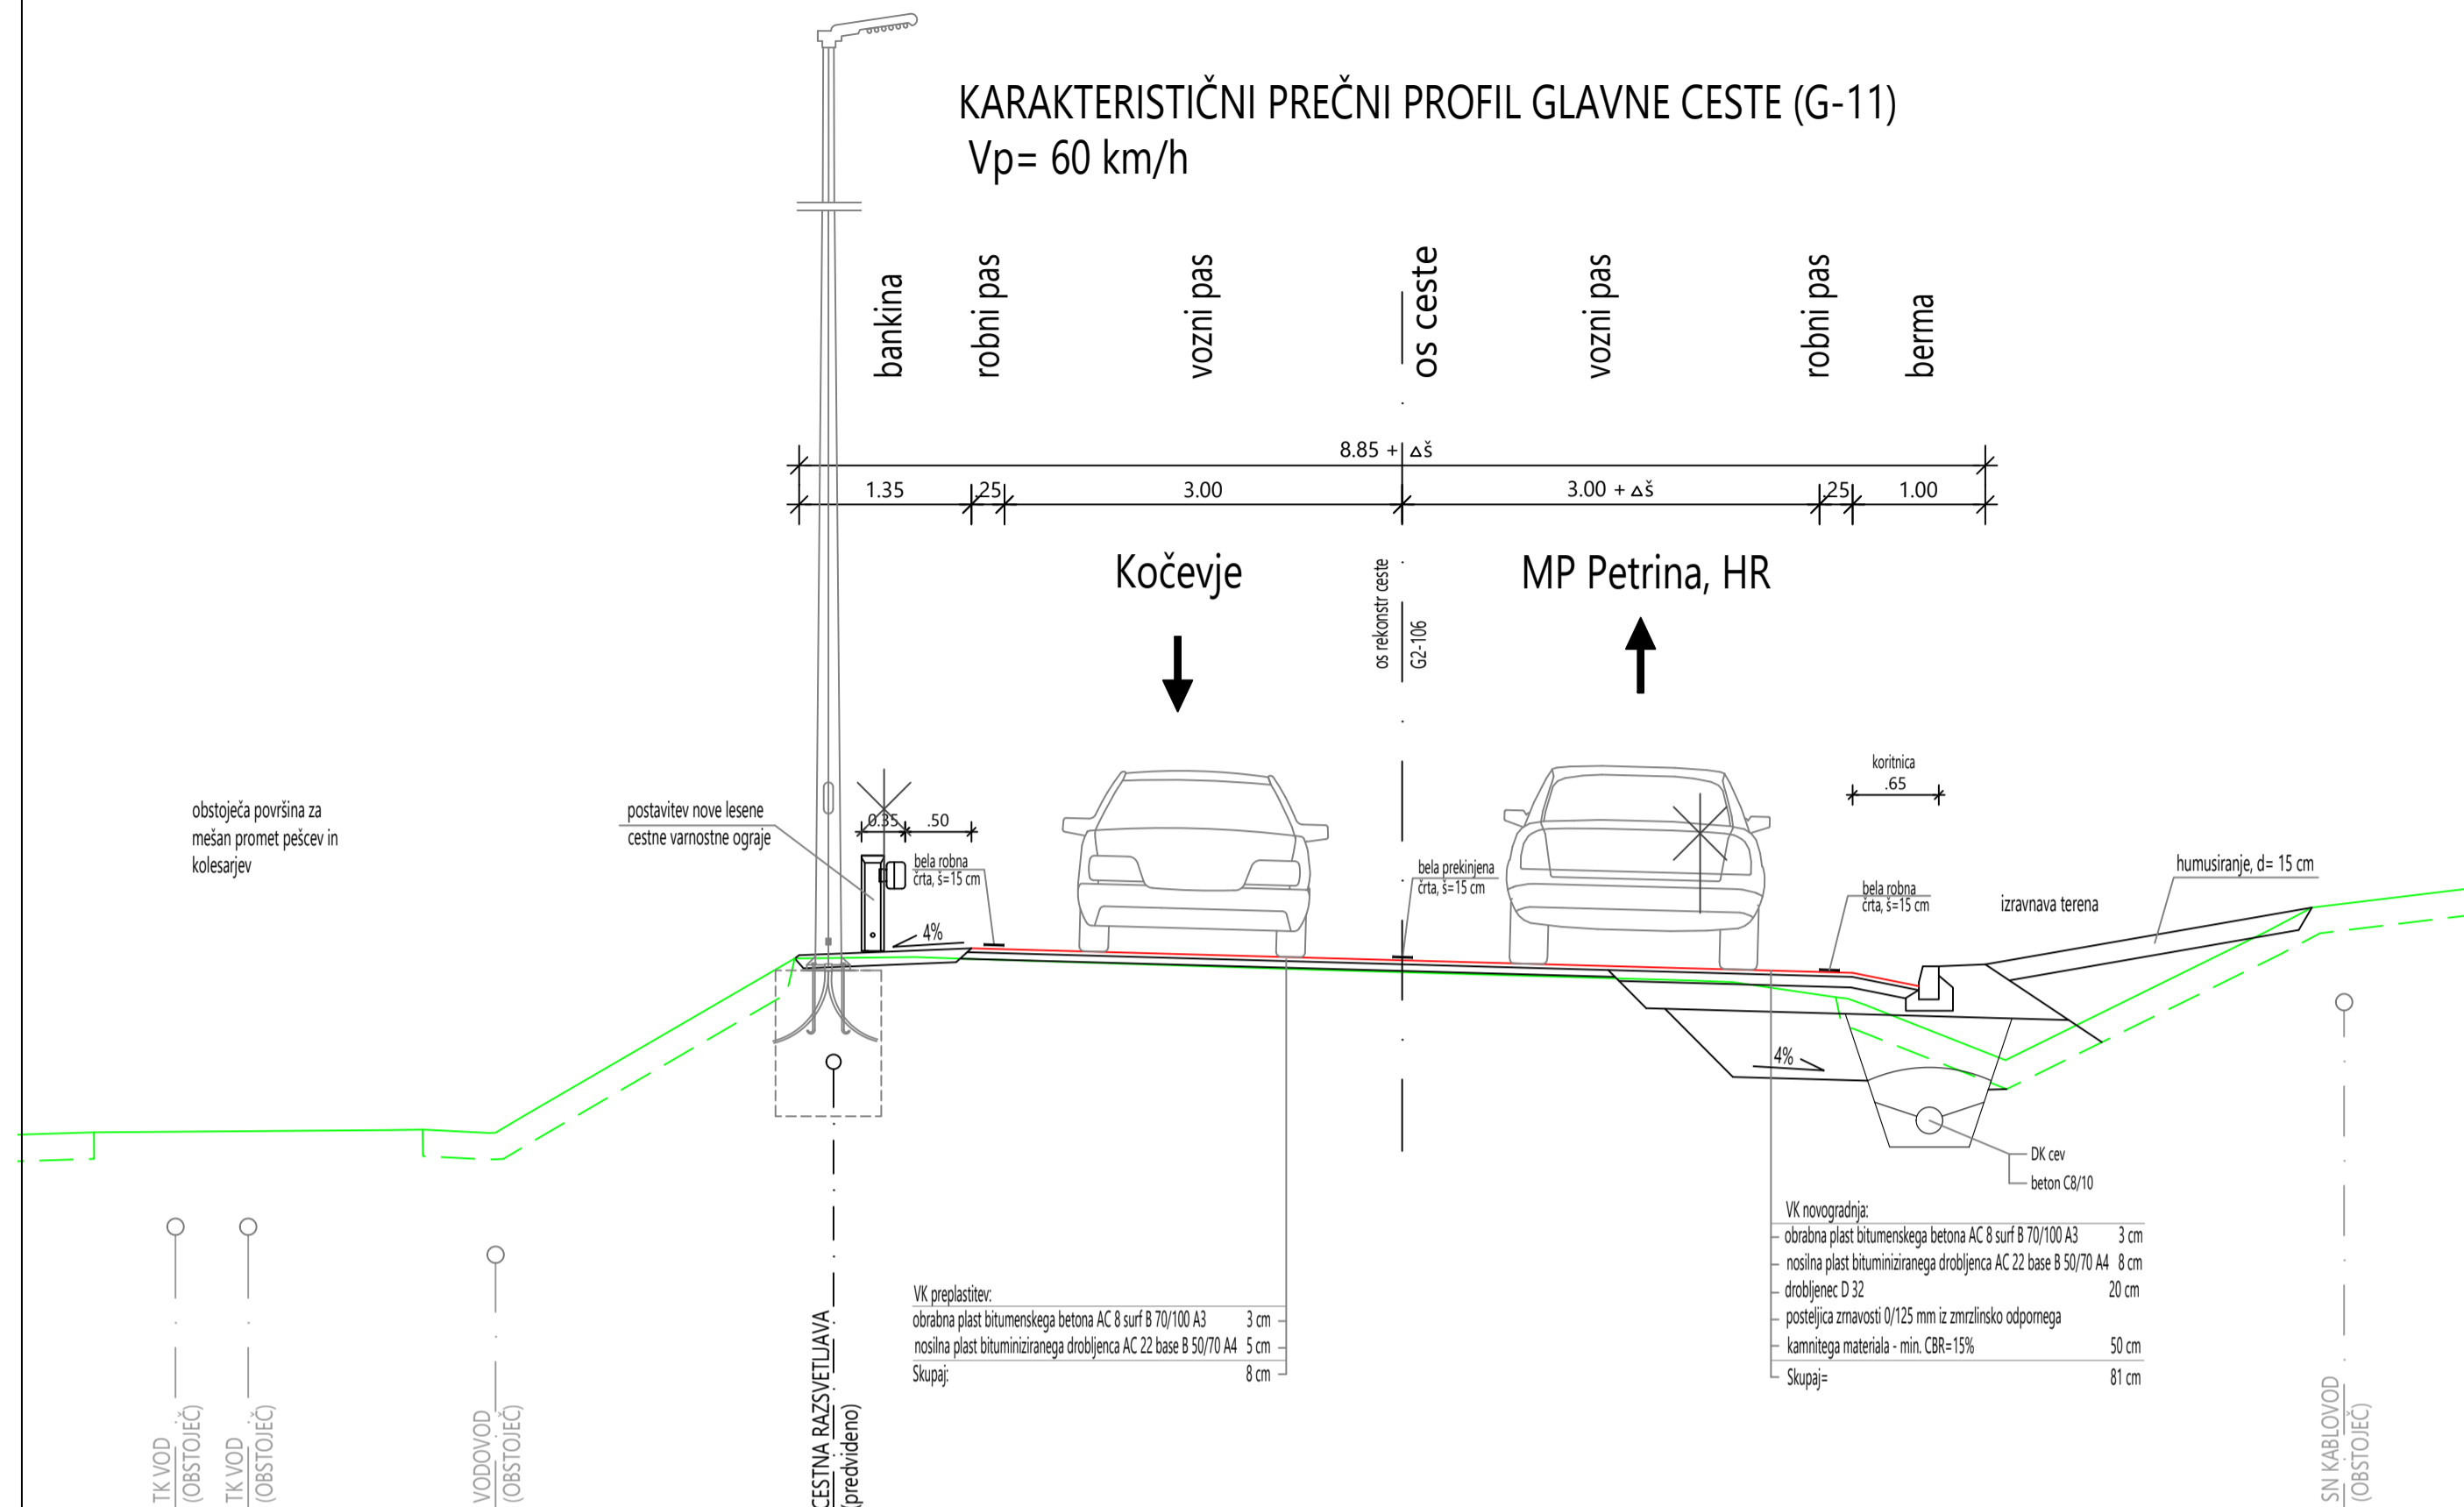 KARAKTERISTIČNI PREČNI PROFIL GLAVNE CESTE (G-11)
Vp= 60 km/h
bankina
robni pas
vozni pas
os ceste
vozni pas
robni pas
berma
8.85 + △š
1.35
.25
3.00
3.00 + △š
.25
1.00
Kočevje
MP Petrina, HR
os rekonstr ceste
G2-106
koritnica
.65
obstoječa površina za
mešan promet pešcev in
kolesarjev
postavitev nove lesene
cestne varnostne ograje
0.35
.50
bela robna
črta, š=15 cm
bela prekinjena
črta, š=15 cm
bela robna
črta, š=15 cm
izravnava terena
humusiranje, d= 15 cm
4%
4%
DK cev
beton C8/10
VK novogradnja:
obrabna plast bitumenskega betona AC 8 surf B 70/100 A3 3 cm
nosilna plast bituminiziranega drobljenca AC 22 base B 50/70 A4 8 cm
drobljenec D 32 20 cm
posteljica zrnavosti 0/125 mm iz zmrzlinsko odpornega
kamnitega materiala - min. CBR=15% 50 cm
Skupaj= 81 cm
VK preplastitev:
obrabna plast bitumenskega betona AC 8 surf B 70/100 A3 3 cm
nosilna plast bituminiziranega drobljenca AC 22 base B 50/70 A4 5 cm
Skupaj: 8 cm
TK VOD
(OBSTOJEČ)
TK VOD
(OBSTOJEČ)
VODOVOD
(OBSTOJEČ)
CESTNA RAZSVETLJAVA
(predvideno)
SN KABLOVOD
(OBSTOJEČ)